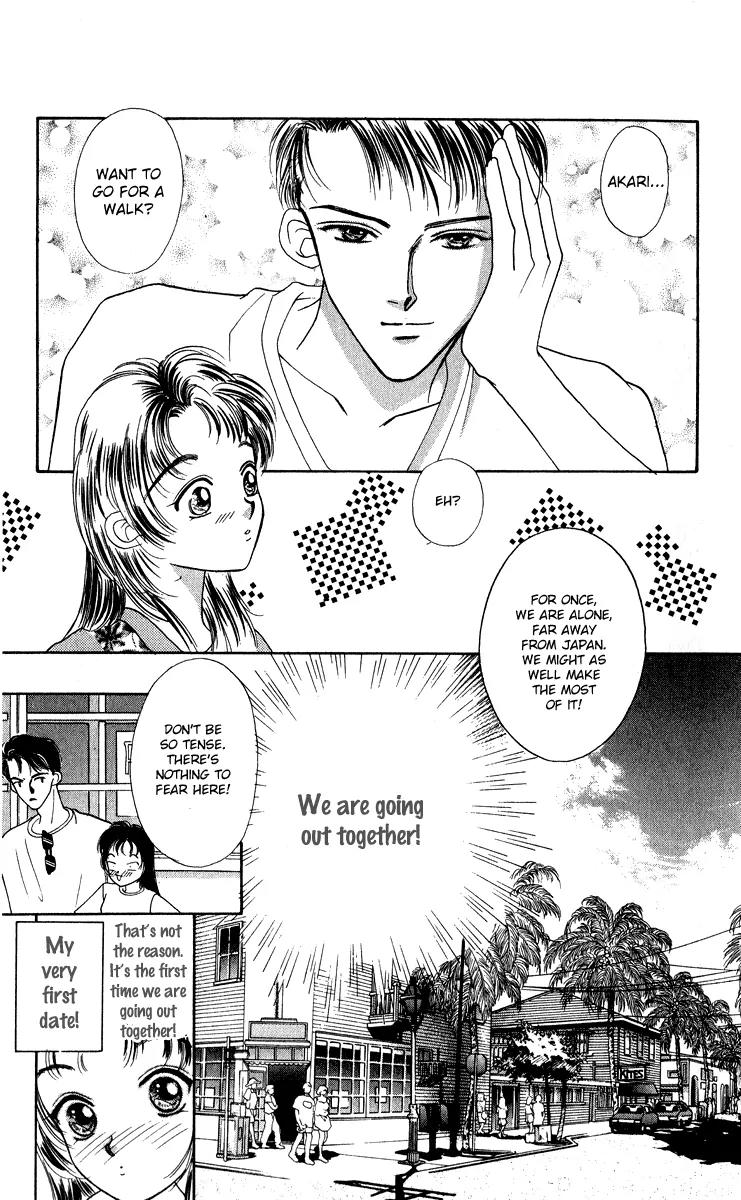 AKARI...
WANT TO
GO FOR A
WALK?
EH?
FOR ONCE,
WE ARE ALONE,
FAR AWAY
FROM JAPAN.
WE MIGHT AS
WELL MAKE
THE MOST
OF IT!
We are going
out together!
DON'T BE
SO TENSE.
THERE'S
NOTHING TO
FEAR HERE!
That's not
the reason.
It's the first
time we are
going out
together!
My
very
first
date!
KITES